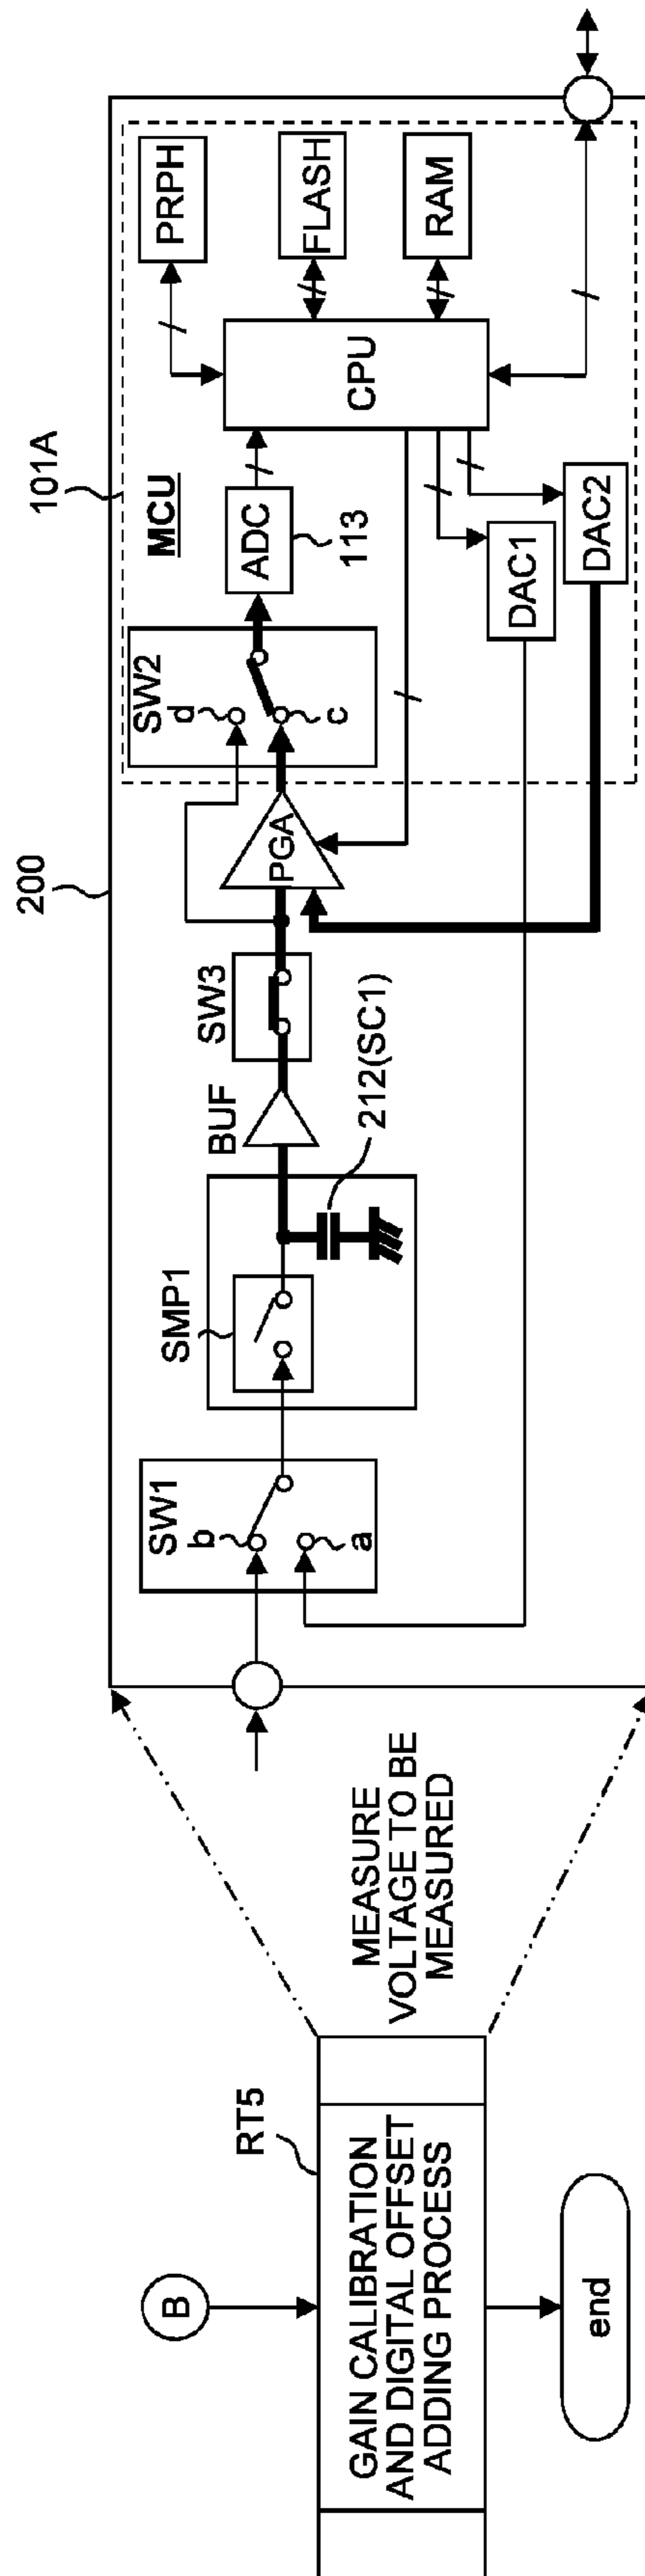 B
RT5
GAIN CALIBRATION
AND DIGITAL OFFSET
ADDING PROCESS
end
MEASURE
VOLTAGE TO BE
MEASURED
200
101A
SW1
b
a
SMP1
212(SC1)
BUF
SW3
PGA
SW2
d
c
MCU
ADC
113
CPU
PRPH
FLASH
RAM
DAC1
DAC2